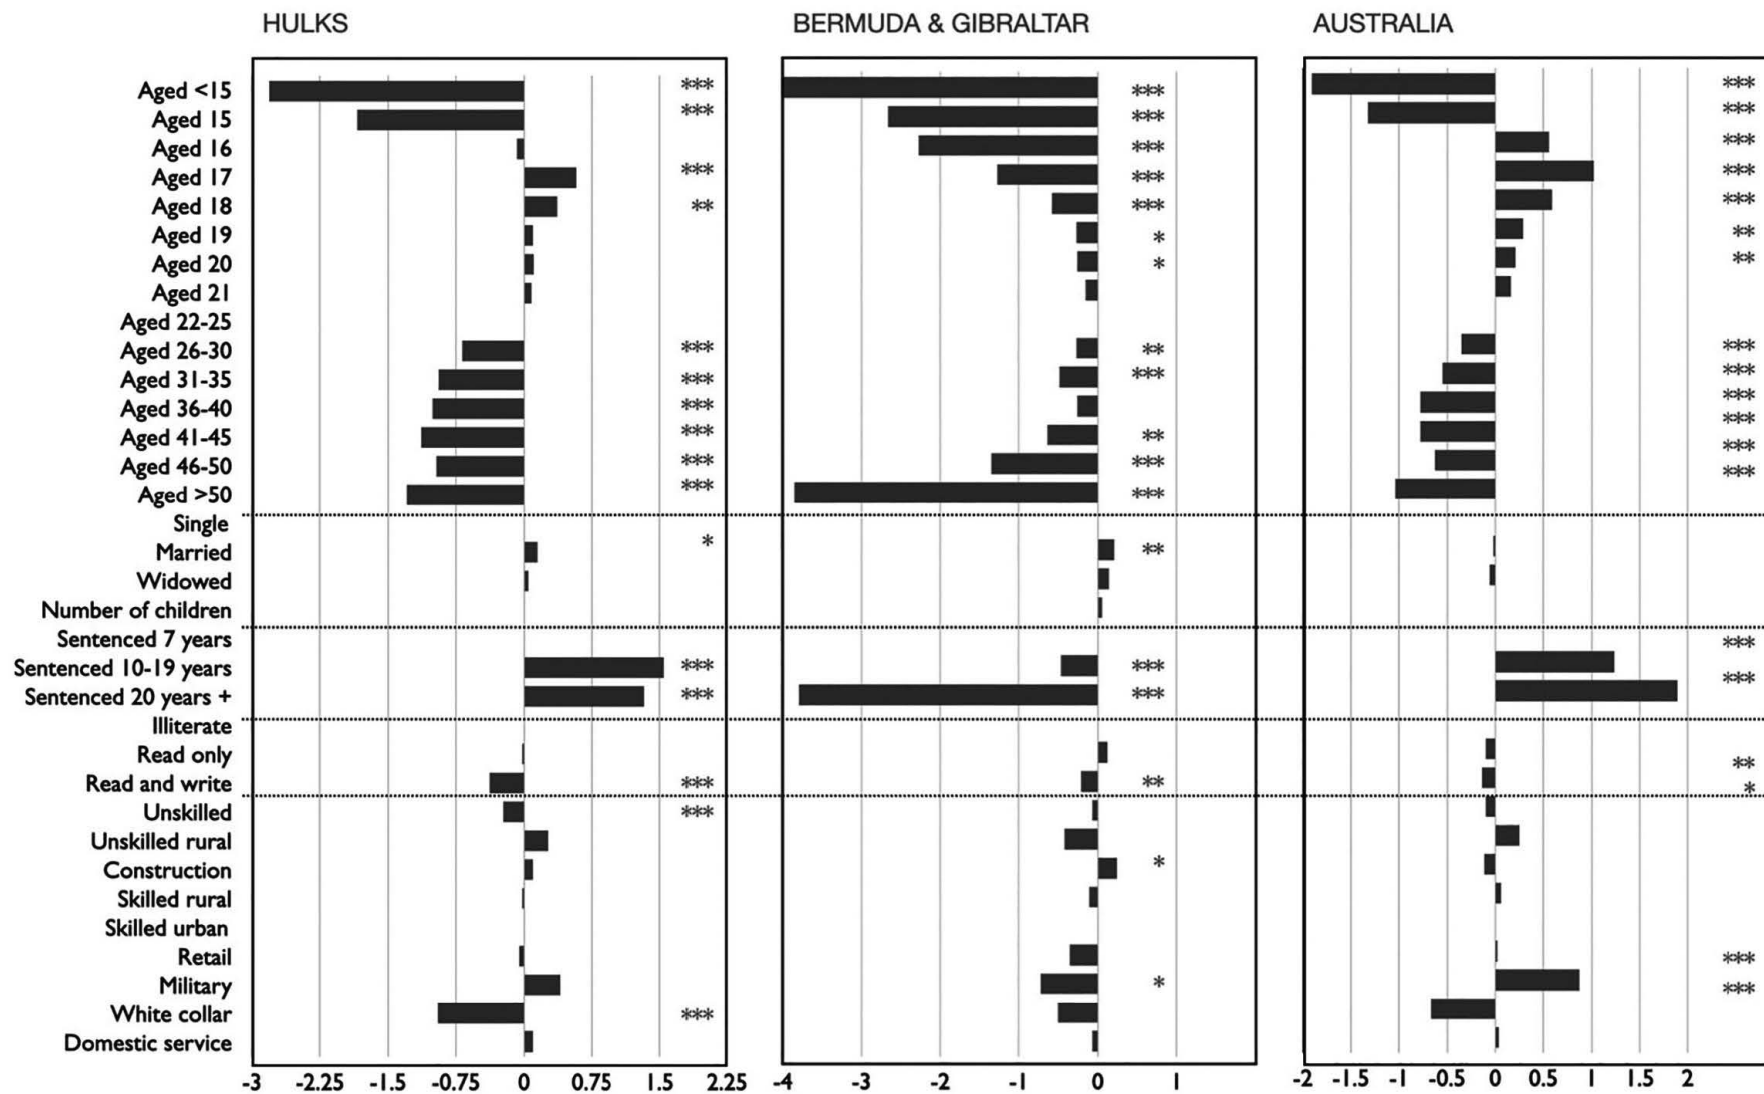 HULKS BERMUDA & GIBRALTAR AUSTRALIA
Aged <15 *** *** ***
Aged 15 *** *** ***
Aged 16 *** ***
Aged 17 *** *** ***
Aged 18 ** *** ***
Aged 19 * **
Aged 20 * **
Aged 21
Aged 22-25
Aged 26-30 *** ** ***
Aged 31-35 *** *** ***
Aged 36-40 *** ***
Aged 41-45 *** ** ***
Aged 46-50 *** *** ***
Aged >50 *** *** ***
Single
Married * **
Widowed
Number of children
Sentenced 7 years ***
Sentenced 10-19 years *** *** ***
Sentenced 20 years + *** ***
Illiterate
Read only **
Read and write *** ** *
Unskilled ***
Unskilled rural
Construction *
Skilled rural
Skilled urban
Retail ***
Military * ***
White collar ***
Domestic service
-3 -2.25 -1.5 -0.75 0 0.75 1.5 2.25 -4 -3 -2 -1 0 1 -2 -1.5 -1 -0.5 0 0.5 1 1.5 2